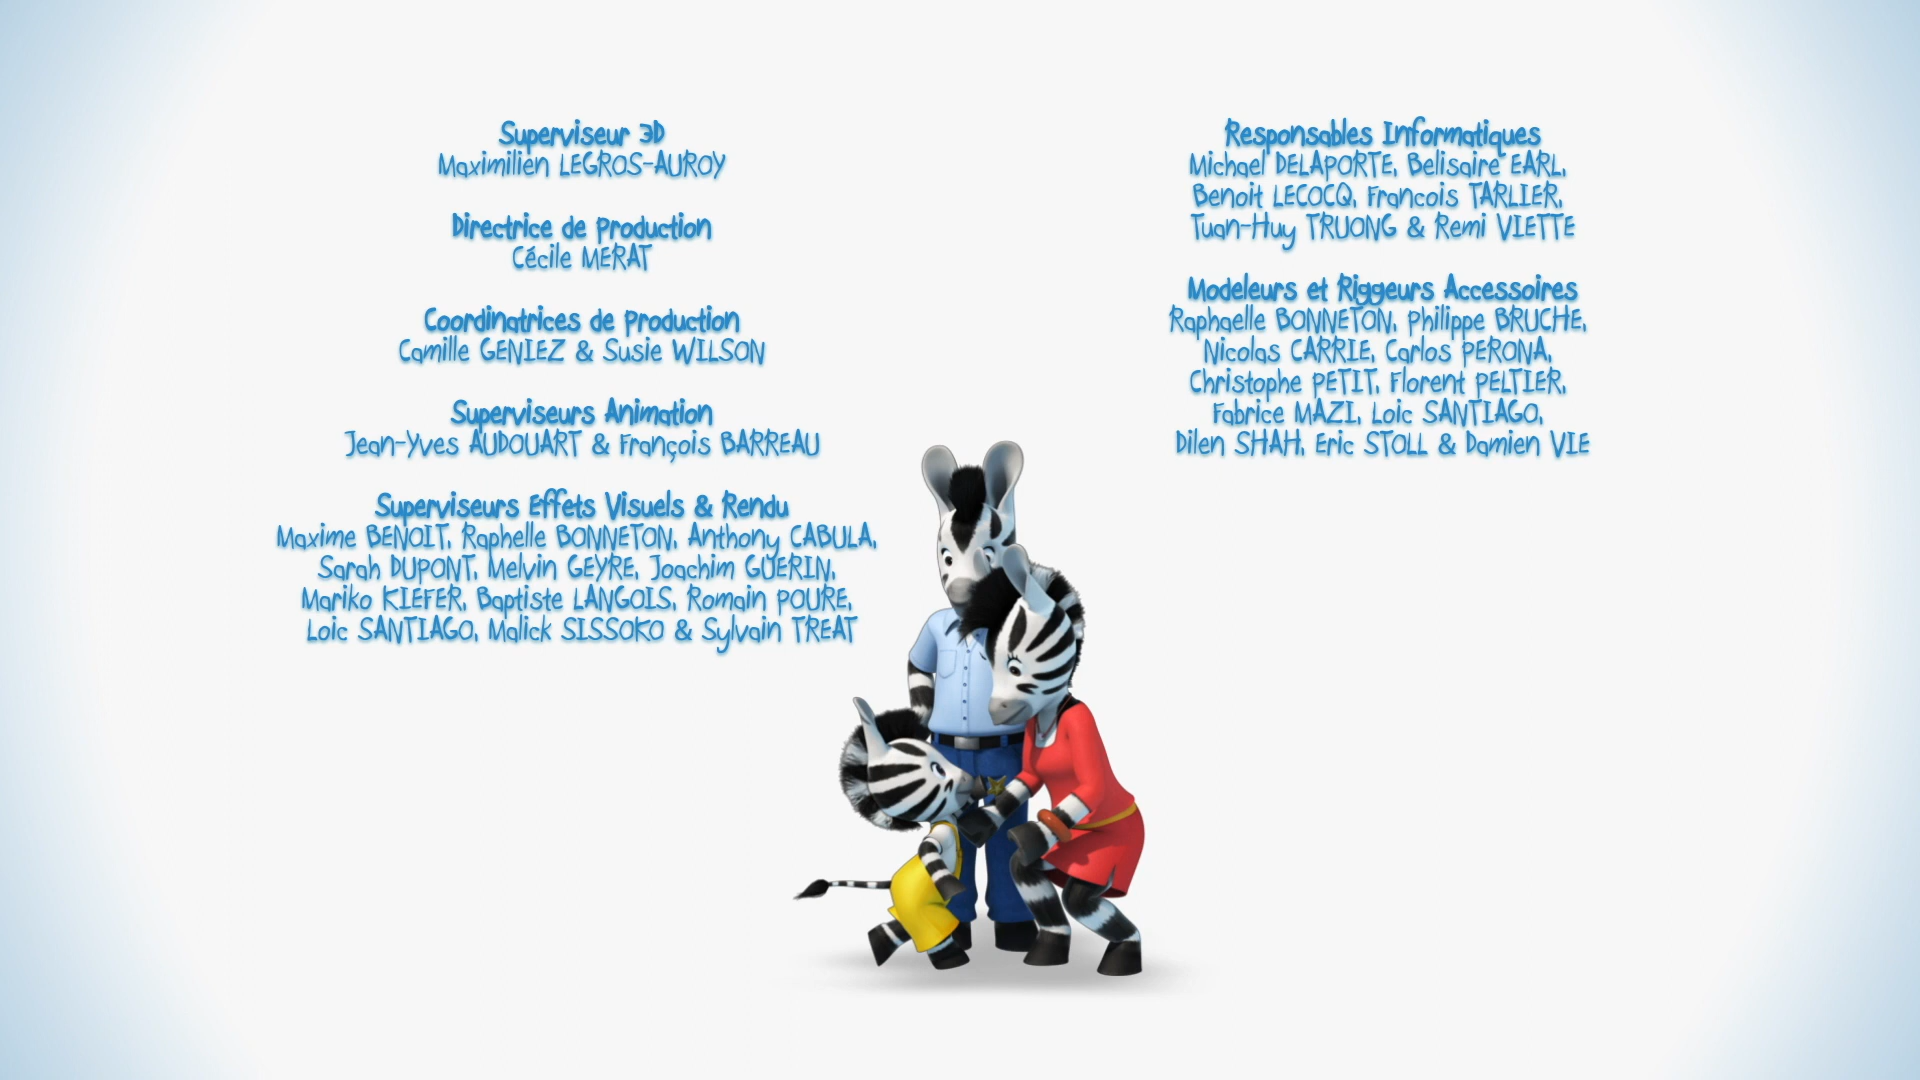 Superviseur 3D
Maximilien LEGROS-AUROY
Directrice de Production
Cécile MERAT
Coordinatrices de Production
Camille GENIEZ & Susie WILSON
Superviseurs Animation
Jean-Yves AUDOUART & François BARREAU
Superviseurs Effets Visuels & Rendu
Maxime BENOIT, Raphelle BONNETON, Anthony CABULA,
Sarah DUPONT, Melvin GEYRE, Joachim GUERIN,
Mariko KIEFER, Baptiste LANGOIS, Romain POURE,
Loic SANTIAGO, Malick SISSOKO & Sylvain TREAT
Responsables Informatiques
Michael DELAPORTE, Belisaire EARL,
Benoit LECOCQ, Francois TARLIER,
Tuan-Huy TRUONG & Remi VIETTE
Modeleurs et Riggeurs Accessoires
Raphaelle BONNETON, Philippe BRUCHE,
Nicolas CARRIE, Carlos PERONA,
Christophe PETIT, Florent PELTIER,
Fabrice MAZI, Loic SANTIAGO,
Dilen SHAH, Eric STOLL & Damien VIE